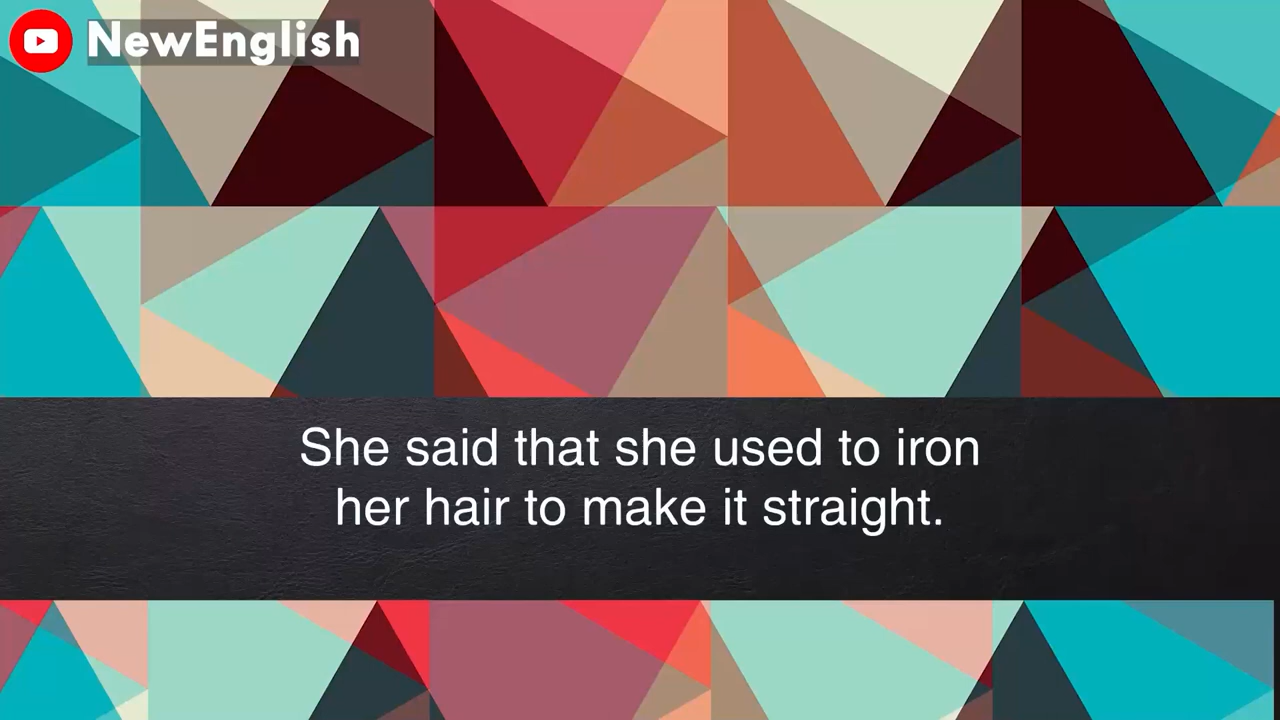 NewEnglish
She said that she used to iron
her hair to make it straight.